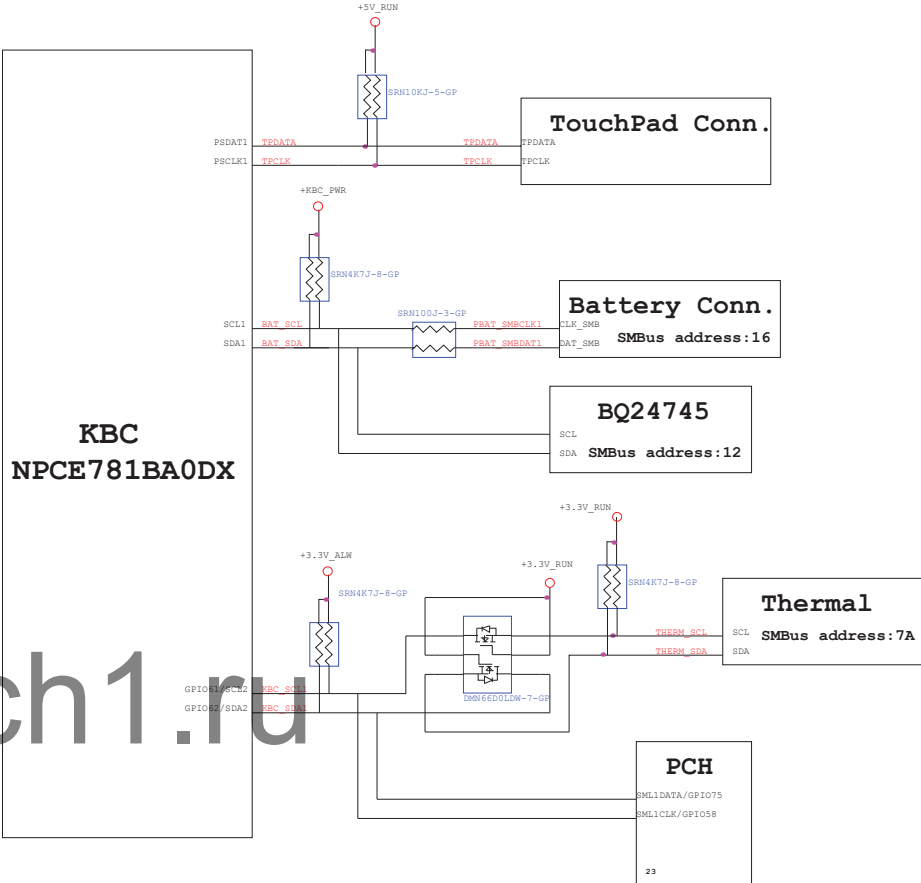 +5V_RUN
SRN10KJ-5-GP
TouchPad Conn.
PSDAT1 TPDATA TPDATA TPDATA
PSCLK1 TPCLK TPCLK TPCLK
+KBC_PWR
SRN4K7J-8-GP
SRN100J-3-GP
Battery Conn.
SCL1 BAT_SCL PBAT_SMBCLK1 CLK_SMB
SMBus address:16
SDA1 BAT_SDA PBAT_SMBDAT1 DAT_SMB
BQ24745
SCL
SDA SMBus address:12
KBC
NPCE781BA0DX
+3.3V_RUN
+3.3V_ALW
+3.3V_RUN
SRN4K7J-8-GP
SRN4K7J-8-GP
Thermal
THERM_SCL SCL SMBus address:7A
THERM_SDA SDA
GPIO61/SCL2 KBC_SCL1
DMN66D0LDW-7-GP
GPIO62/SDA2 KBC_SDA1
ch1.ru
PCH
SML1DATA/GPIO75
SML1CLK/GPIO58
23